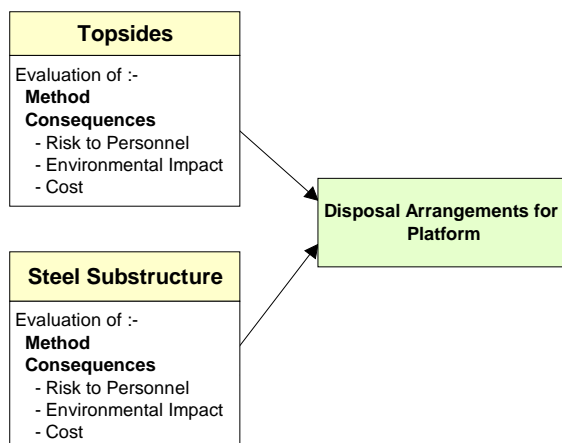 Topsides
Evaluation of :-
Method
Consequences
- Risk to Personnel
- Environmental Impact
- Cost
Disposal Arrangements for
Platform
Steel Substructure
Evaluation of :-
Method
Consequences
- Risk to Personnel
- Environmental Impact
- Cost